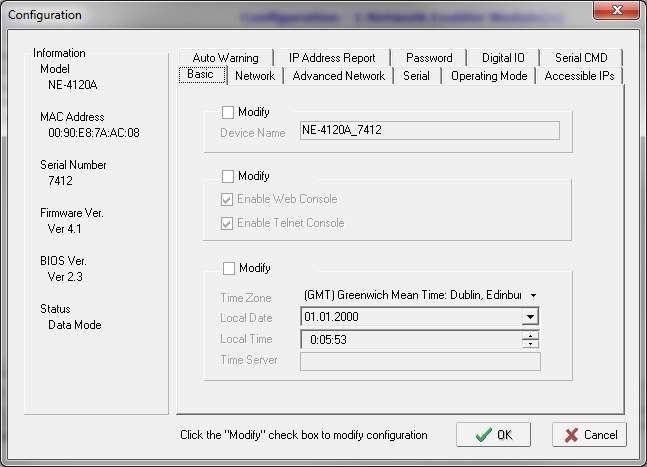 Configuration
Configuration - 1 Network Enabler Module(s)
Information
Model
NE-4120A
MAC Address
00:90:E8:7A:AC:08
Serial Number
7412
Firmware Ver.
Ver 4.1
BIOS Ver.
Ver 2.3
Status
Data Mode
Auto Warning
IP Address Report
Password
Digital IO
Serial CMD
Basic
Network
Advanced Network
Serial
Operating Mode
Accessible IPs
Modify
Device Name
NE-4120A_7412
Modify
Enable Web Console
Enable Telnet Console
Modify
Time Zone
(GMT) Greenwich Mean Time: Dublin, Edinbur
Local Date
01.01.2000
Local Time
0:05:53
Time Server
Click the "Modify" check box to modify configuration
OK
Cancel